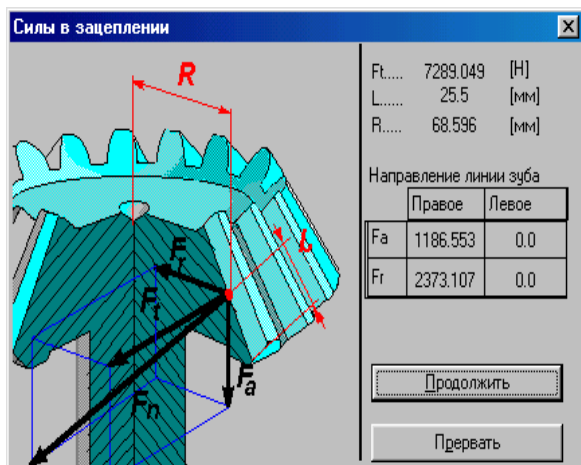 Силы в зацеплении
R
Ft..... 7289.049 [Н]
L...... 25.5 [мм]
R..... 68.596 [мм]
Направление линии зуба
Правое Левое
Fa 1186.553 0.0
Fr 2373.107 0.0
L
Fr
Ft
Fa
Fn
Продолжить
Прервать